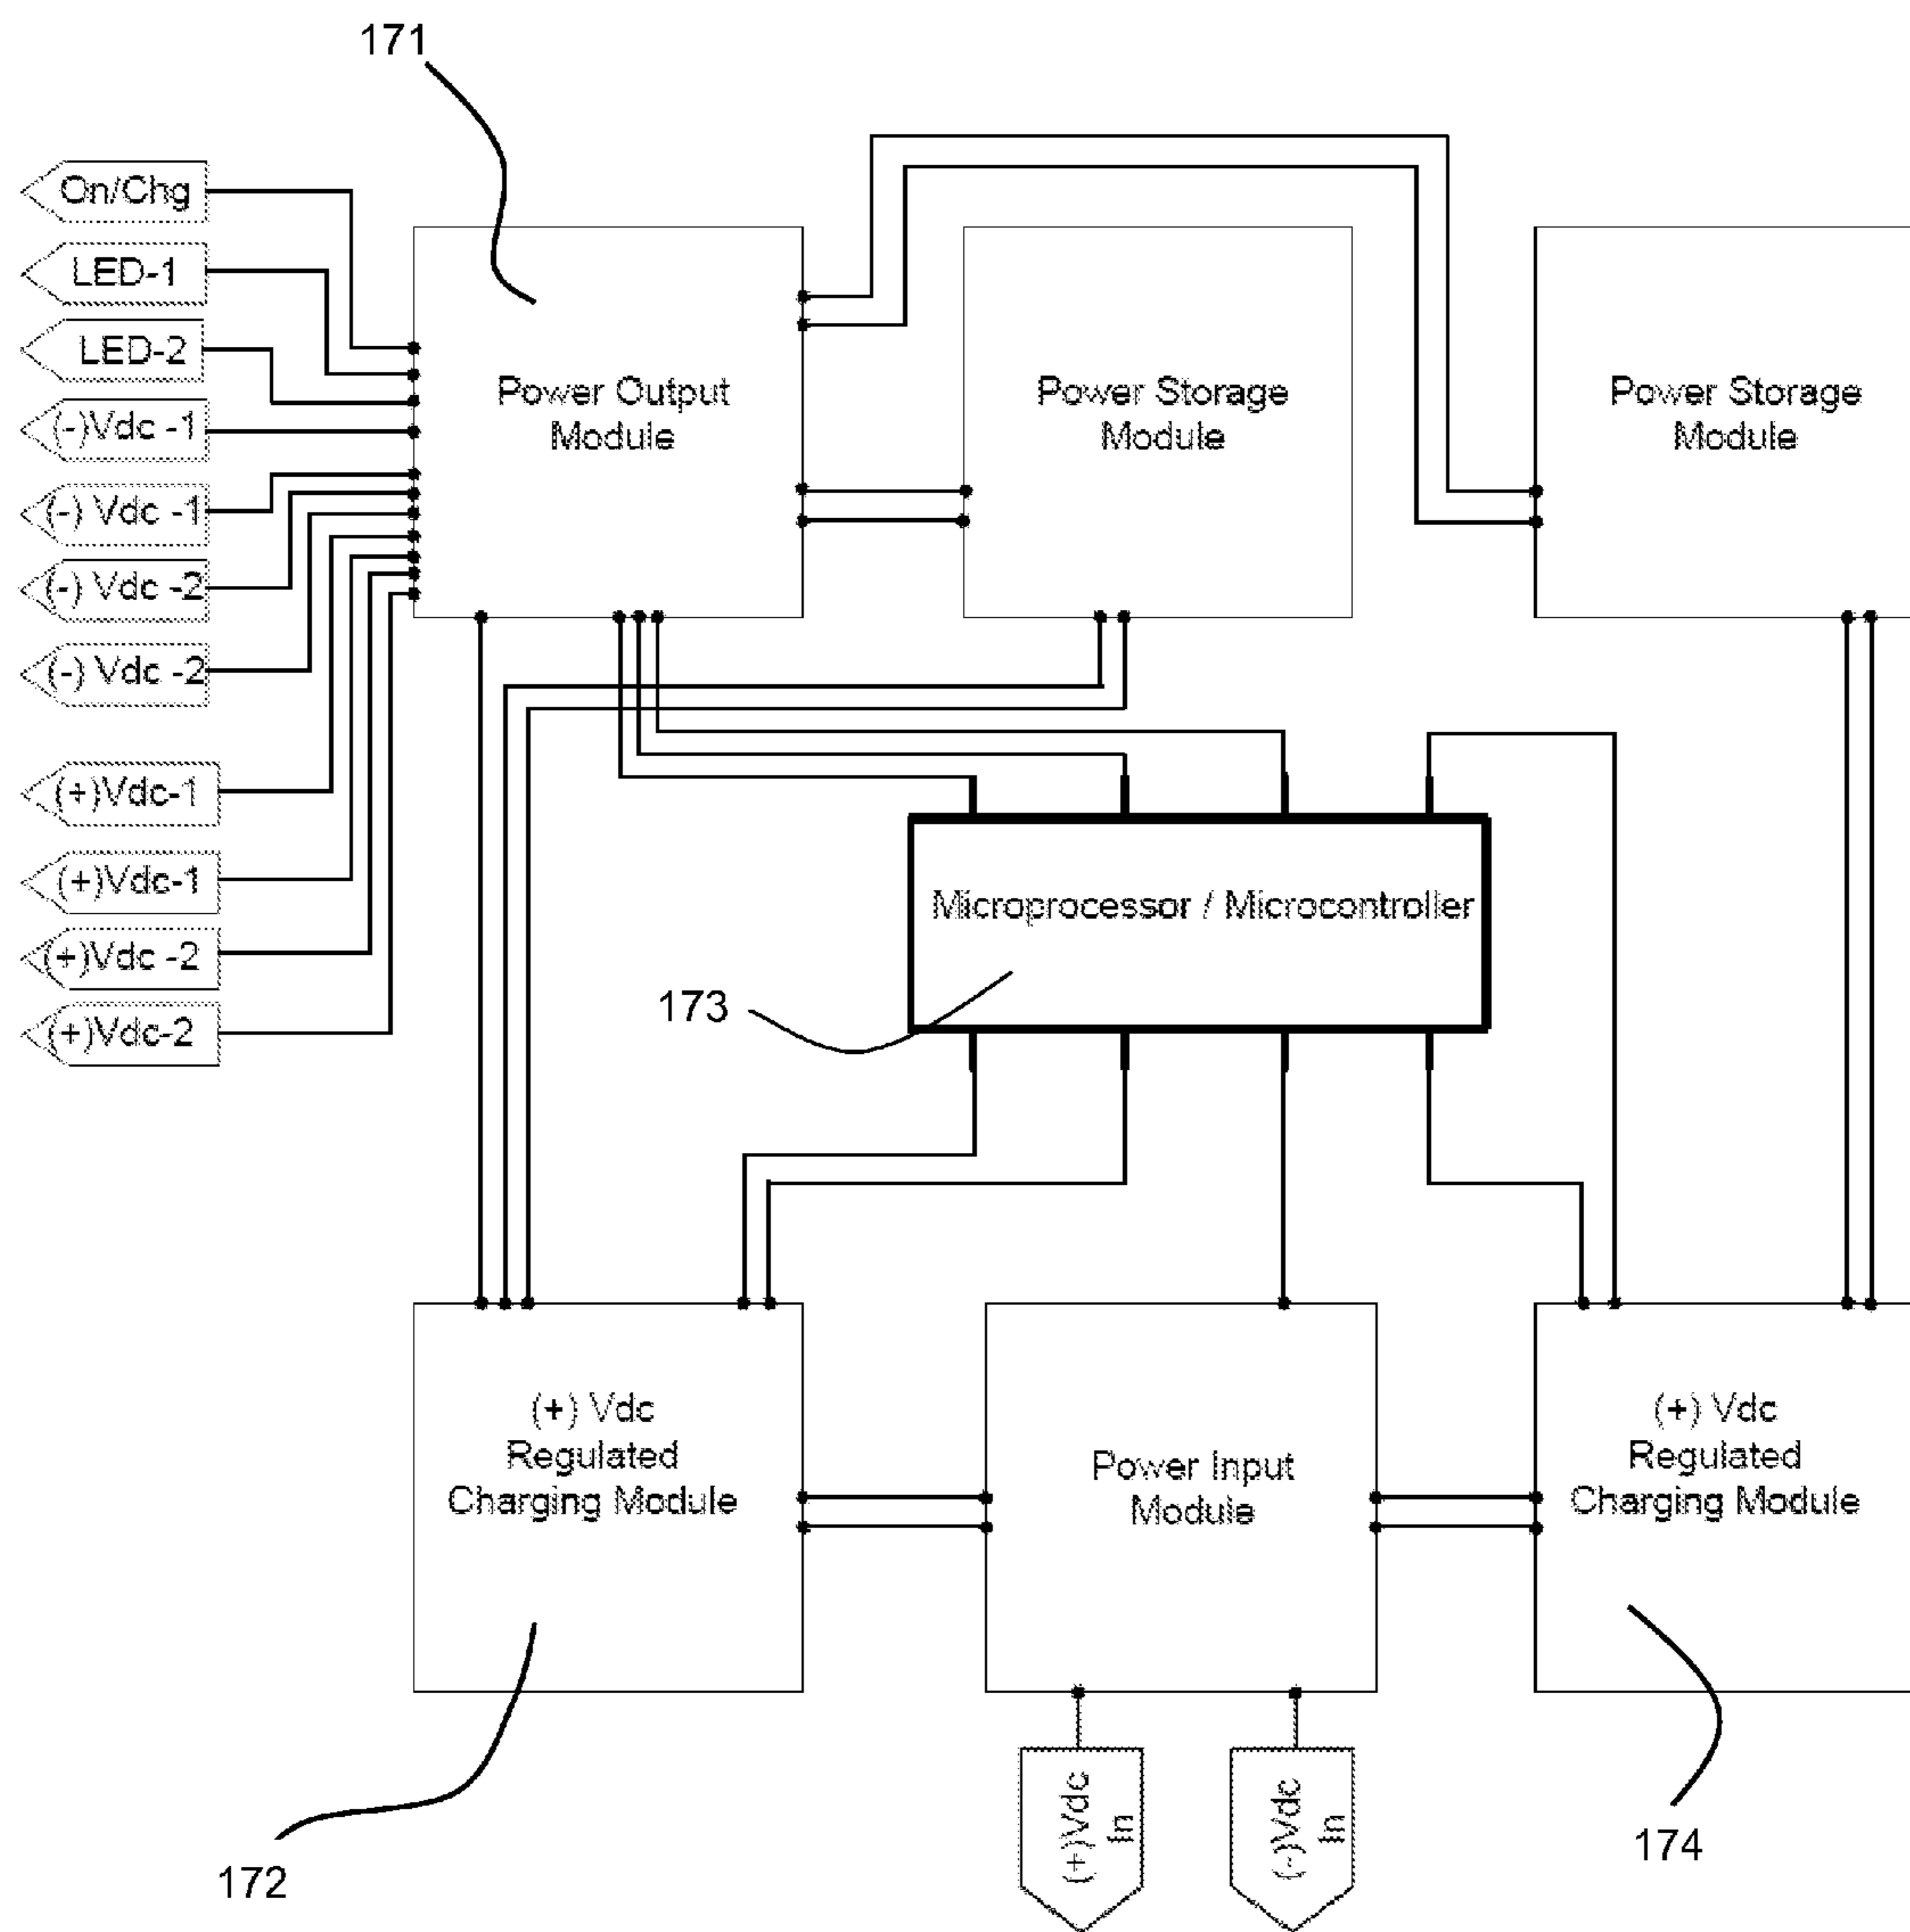 171
On/Chg
LED-1
LED-2
(-)Vdc -1
(-) Vdc -1
(-) Vdc -2
(-) Vdc -2
(+)Vdc-1
(+)Vdc-1
(+)Vdc -2
(+)Vdc-2
Power Output
Module
Power Storage
Module
Power Storage
Module
Microprocessor / Microcontroller
173
(+) Vdc
Regulated
Charging Module
Power Input
Module
(+) Vdc
Regulated
Charging Module
(+)Vdc
In
(-)Vdc
In
172
174